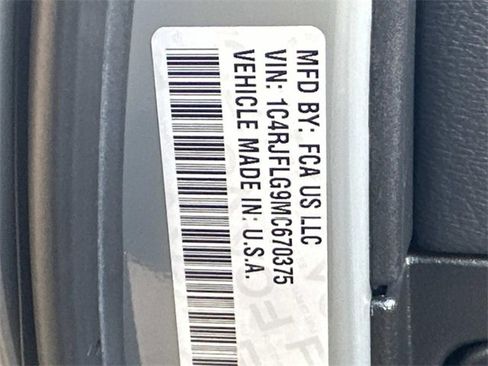 MFD BY: FCA US LLC
VIN: 1C4RJFLG9MC670375
VEHICLE MADE IN: U.S.A.